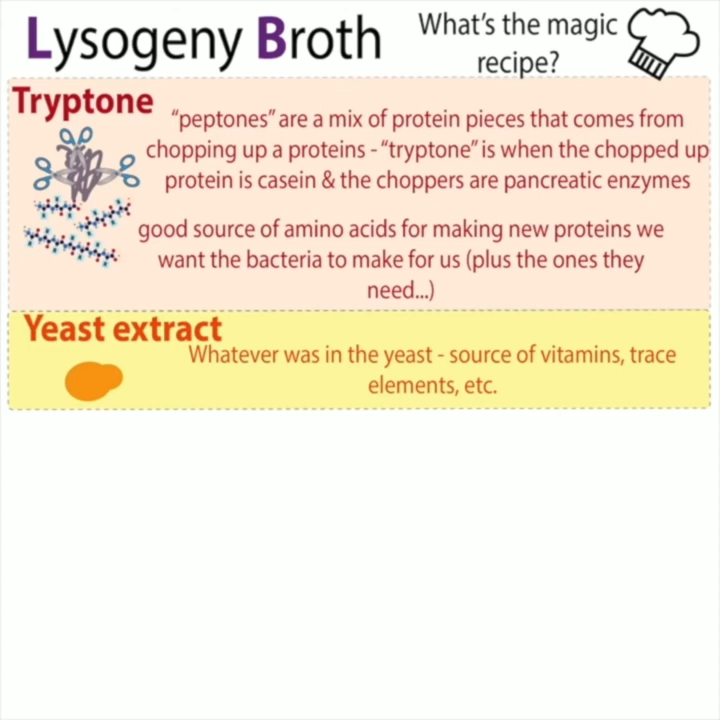 Lysogeny Broth
What's the magic
recipe?
Tryptone
"peptones" are a mix of protein pieces that comes from
chopping up a proteins - "tryptone" is when the chopped up
protein is casein & the choppers are pancreatic enzymes
good source of amino acids for making new proteins we
want the bacteria to make for us (plus the ones they
need...)
Yeast extract
Whatever was in the yeast - source of vitamins, trace
elements, etc.